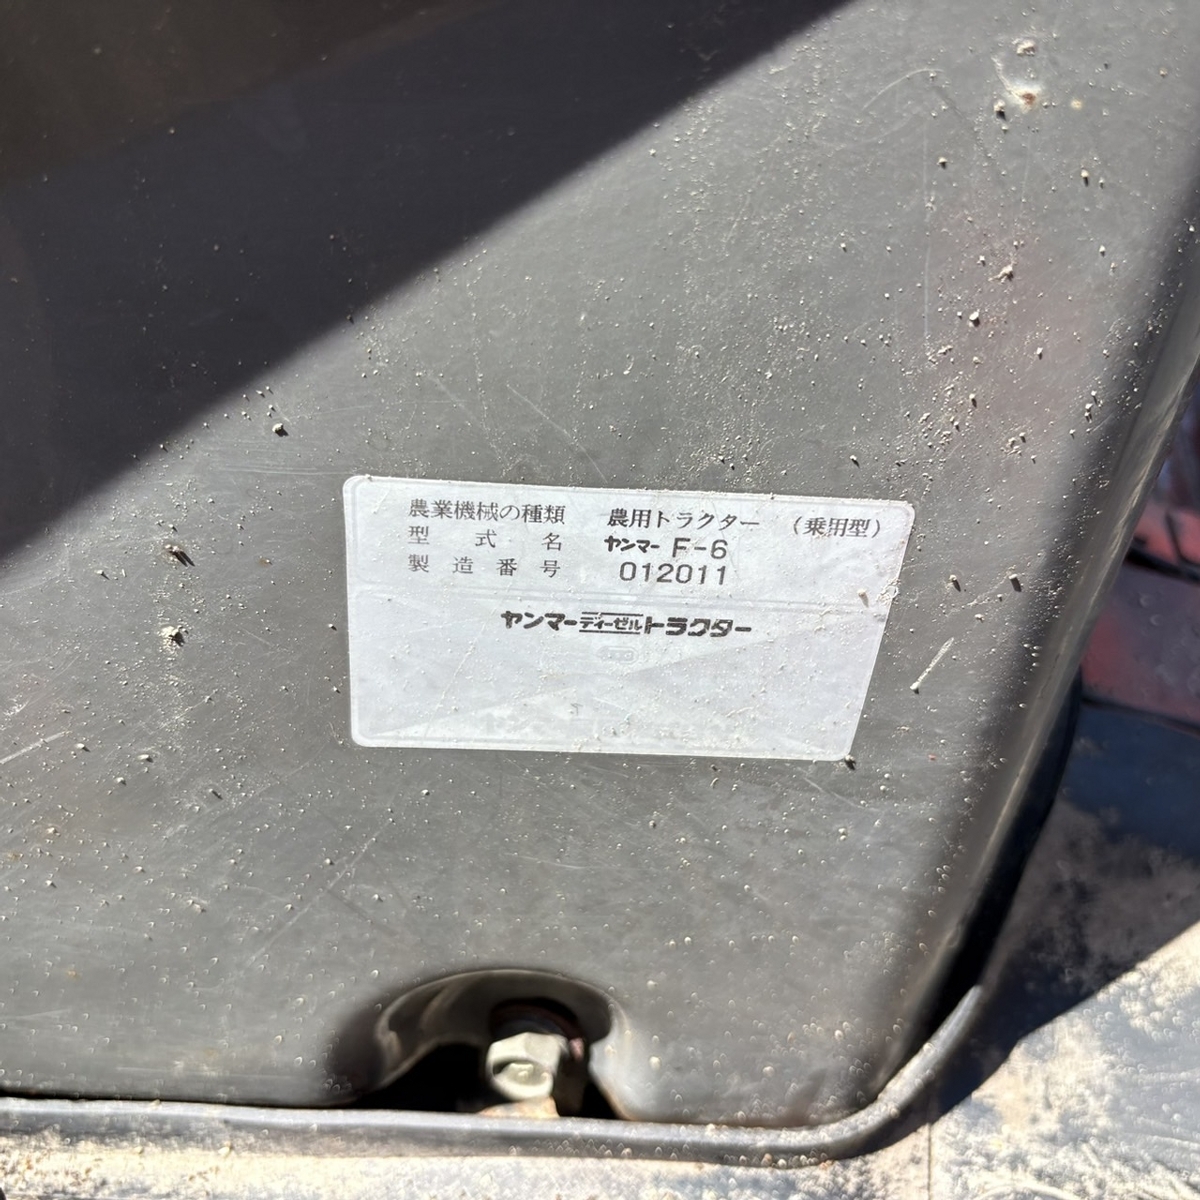 農業機械の種類 農用トラクター (乗用型)
型式名 ヤンマー F-6
製造番号 012011
ヤンマーディーゼルトラクター